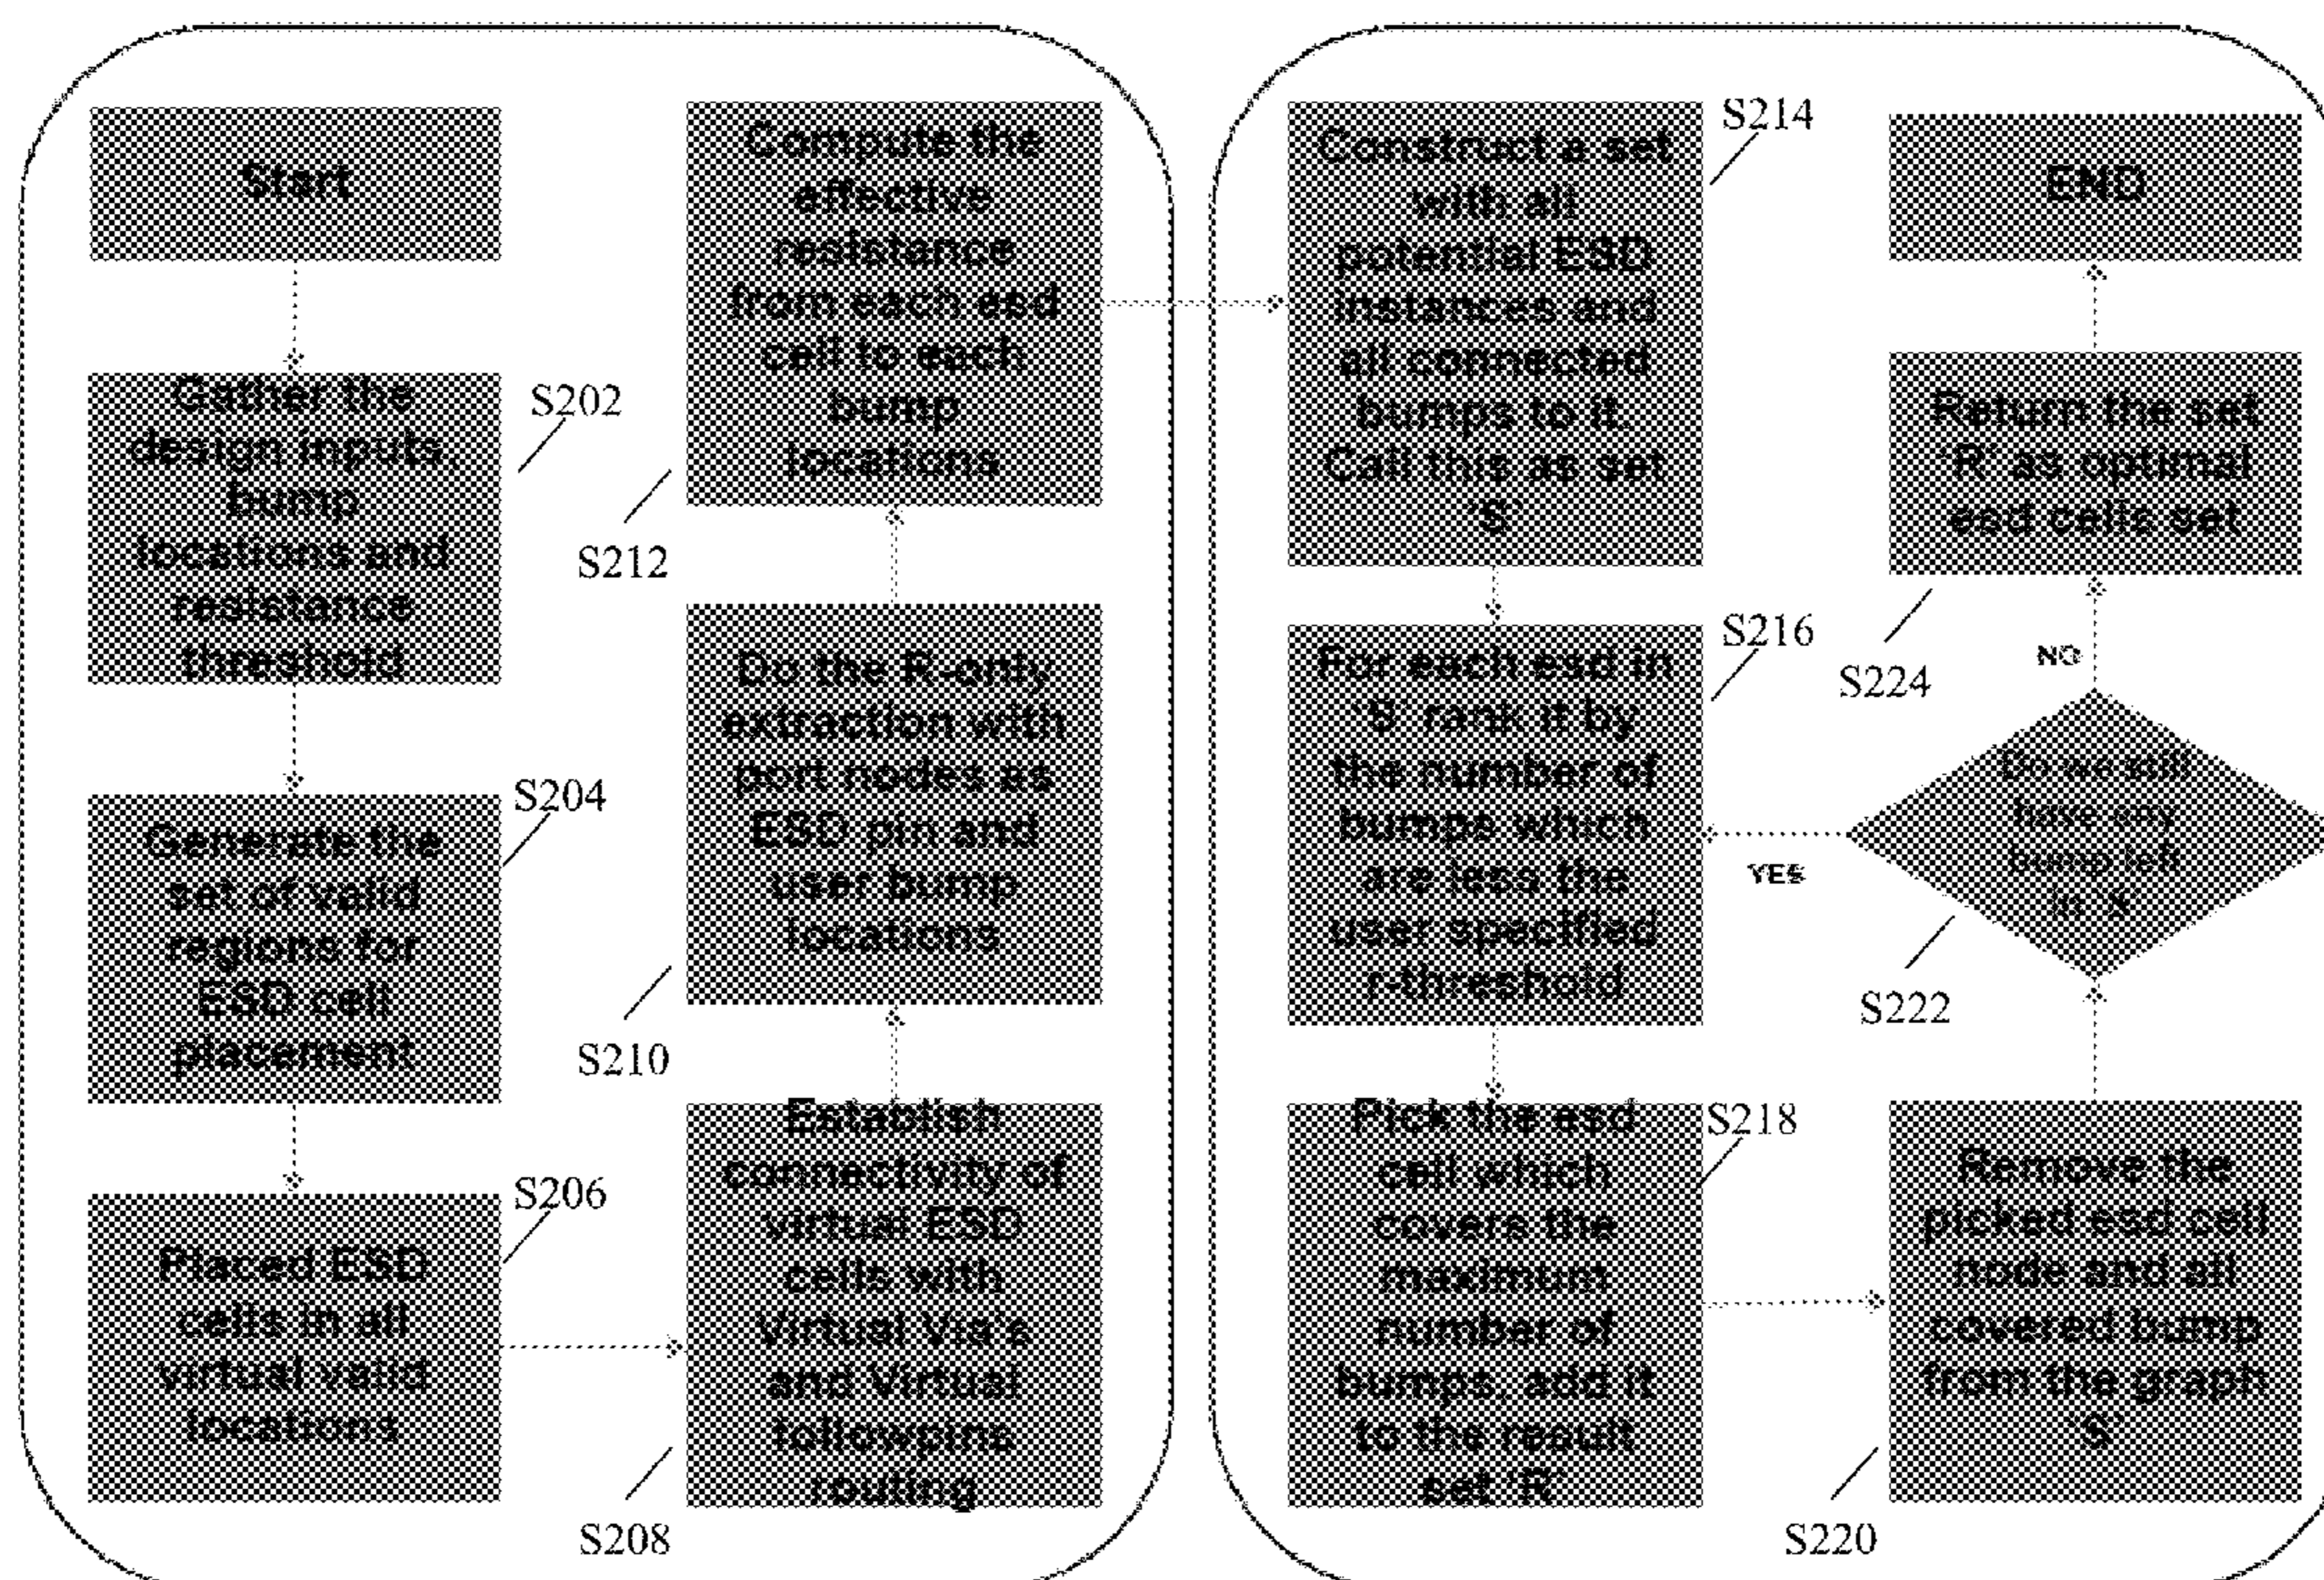 Start
Gather the
design inputs,
bump
locations and
resistance
threshold
S202
Generate the
set of valid
regions for
ESD cell
placement
S204
Placed ESD
cells in all
virtual valid
locations
S206
Establish
connectivity of
virtual ESD
cells with
Virtual Via's
and Virtual
followpins
routing
S208
Do the R-only
extraction with
port nodes as
ESD pin and
user bump
locations
S210
Compute the
effective
resistance
from each esd
cell to each
bump
locations
S212
Construct a set
with all
potential ESD
instances and
all connected
bumps to it.
Call this as set
'S'
S214
For each esd in
'S' rank it by
the number of
bumps which
are less the
user specified
r-threshold
S216
Pick the esd
cell which
covers the
maximum
number of
bumps, add it
to the result
set 'R'
S218
Remove the
picked esd cell
node and all
covered bump
from the graph
'S'
S220
Do we still
have any
bump left
in 'S'
S222
YES
NO
Return the set
'R' as optimal
esd cells set
S224
END